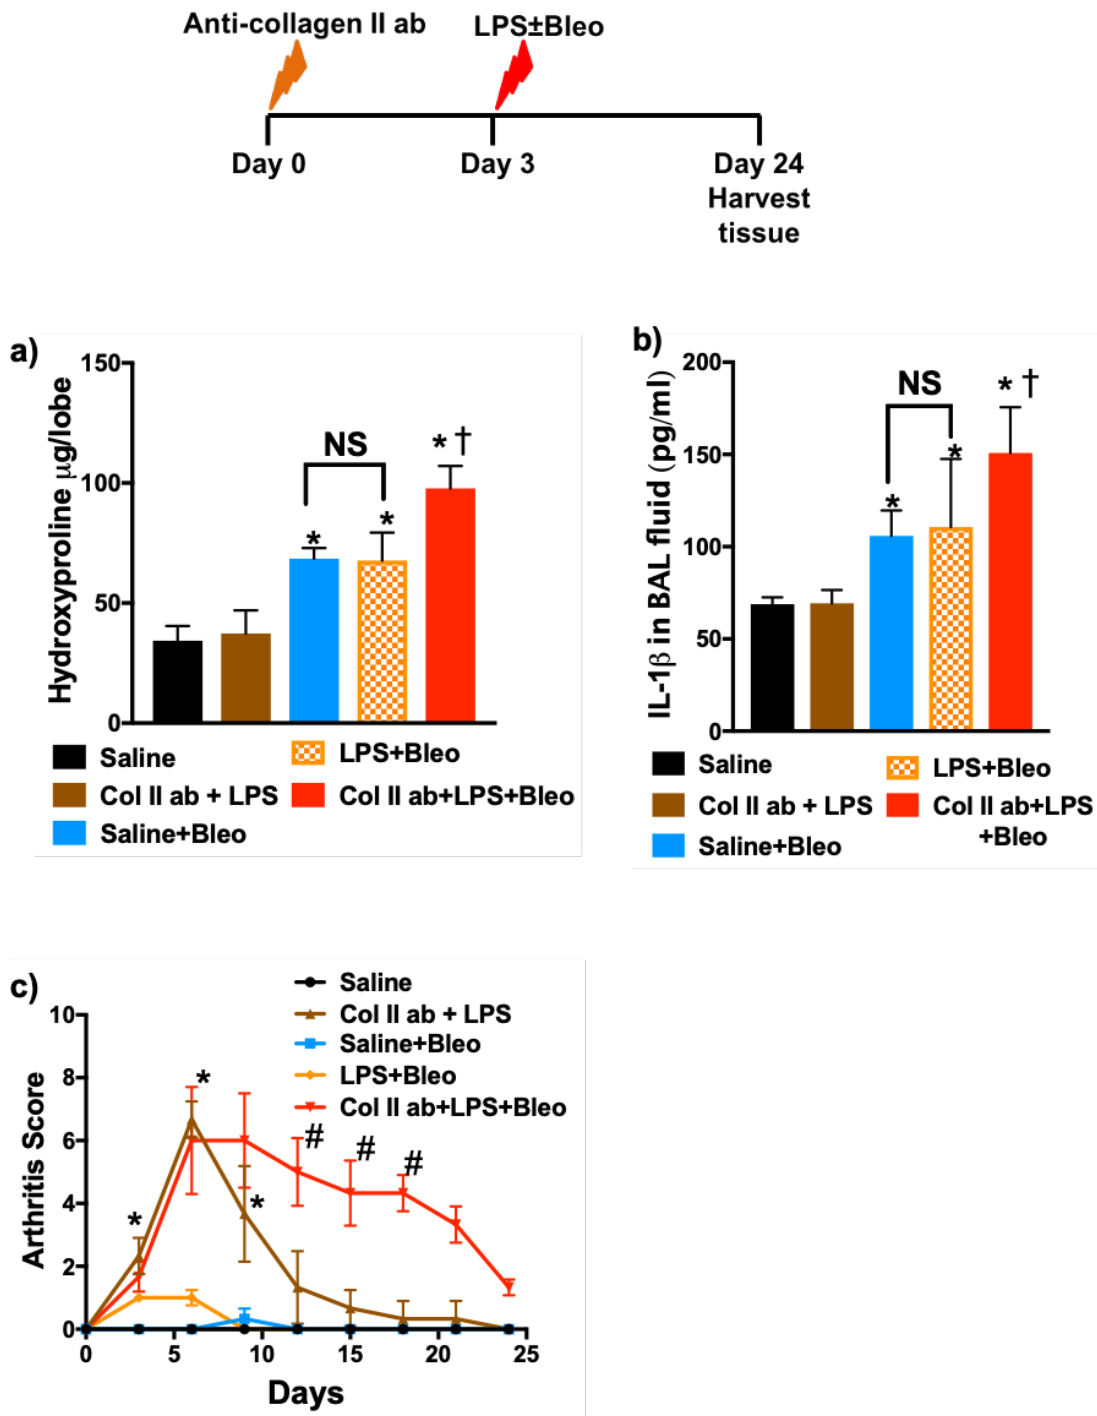 Anti-collagen II ab
LPS±Bleo
Day 0
Day 3
Day 24
Harvest
tissue
a)
Hydroxyproline µg/lobe
150
100
50
0
NS
*
*
* †
Saline
Col II ab + LPS
Saline+Bleo
LPS+Bleo
Col II ab+LPS+Bleo
b)
IL-1β in BAL fluid (pg/ml)
200
150
100
50
0
NS
*
*
* †
Saline
Col II ab + LPS
Saline+Bleo
LPS+Bleo
Col II ab+LPS
+Bleo
c)
Saline
Col II ab + LPS
Saline+Bleo
LPS+Bleo
Col II ab+LPS+Bleo
Arthritis Score
10
8
6
4
2
0
*
*
*
#
#
#
0 5 10 15 20 25
Days